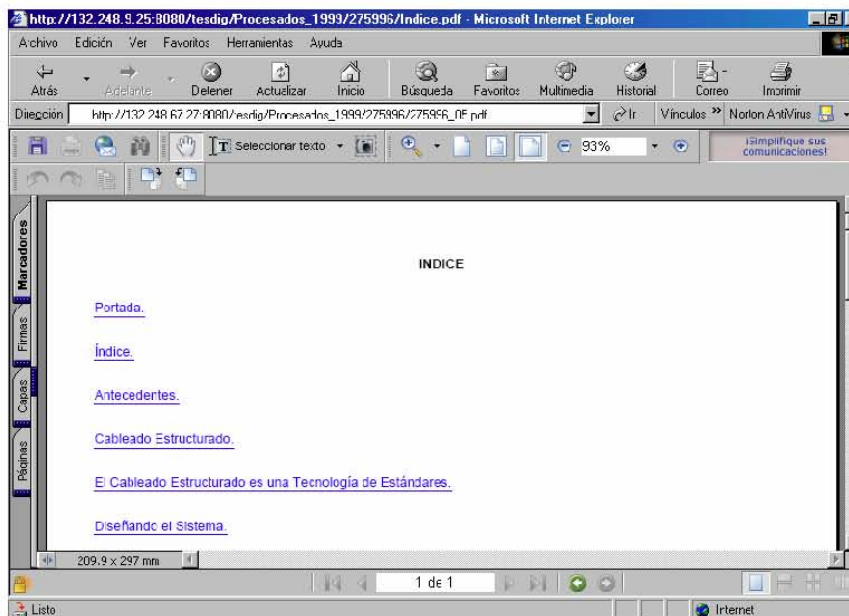 http://132.248.9.25:8080/tesdig/Procesados_1999/275996/Indice.pdf - Microsoft Internet Explorer
Archivo Edición Ver Favoritos Herramientas Ayuda
Atrás Adelante Detener Actualizar Inicio Búsqueda Favoritos Multimedia Historial Correo Imprimir
Dirección http://132.248.67.27:8080/tesdig/Procesados_1999/275996/275996_05.pdf Ir Vínculos » Norton AntiVirus
Seleccionar texto 93% ¡Simplifique sus
comunicaciones!
Marcadores
Firmas
Capas
Páginas
INDICE
Portada.
Índice.
Antecedentes.
Cableado Estructurado.
El Cableado Estructurado es una Tecnología de Estándares.
Diseñando el Sistema.
209.9 x 297 mm
1 de 1
Listo Internet